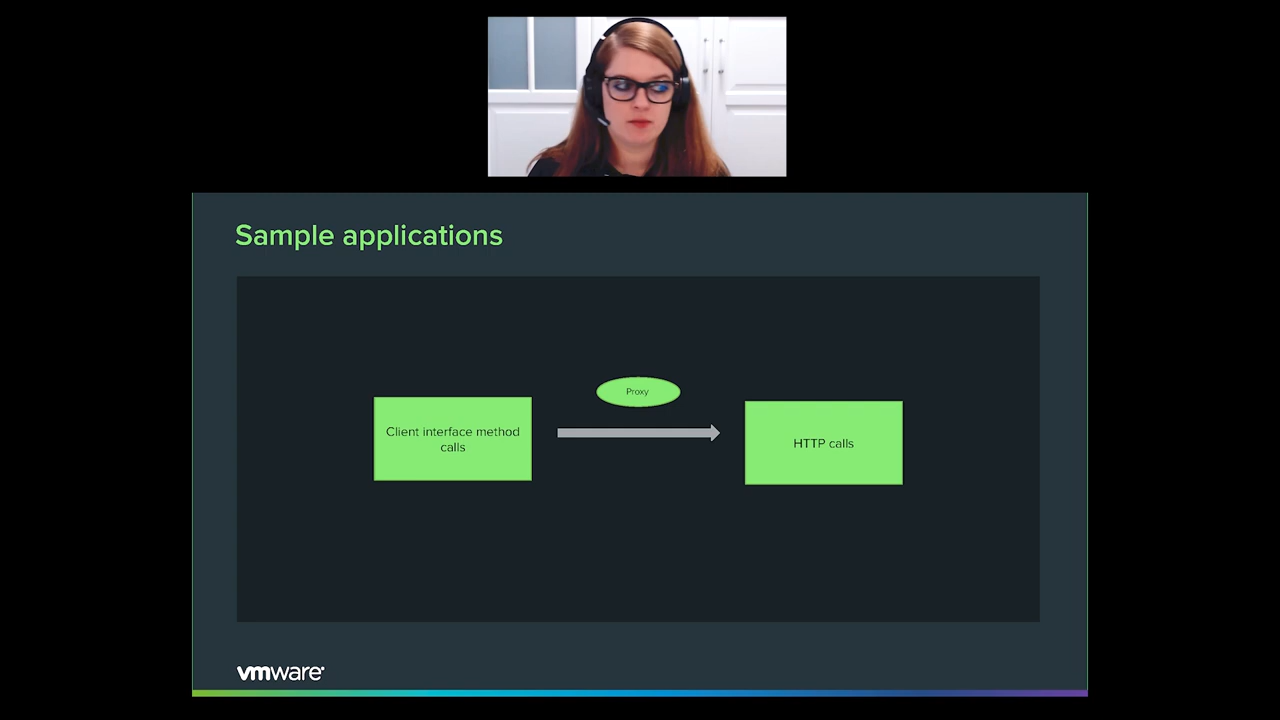 Sample applications
Proxy
Client interface method
calls
HTTP calls
vmware®